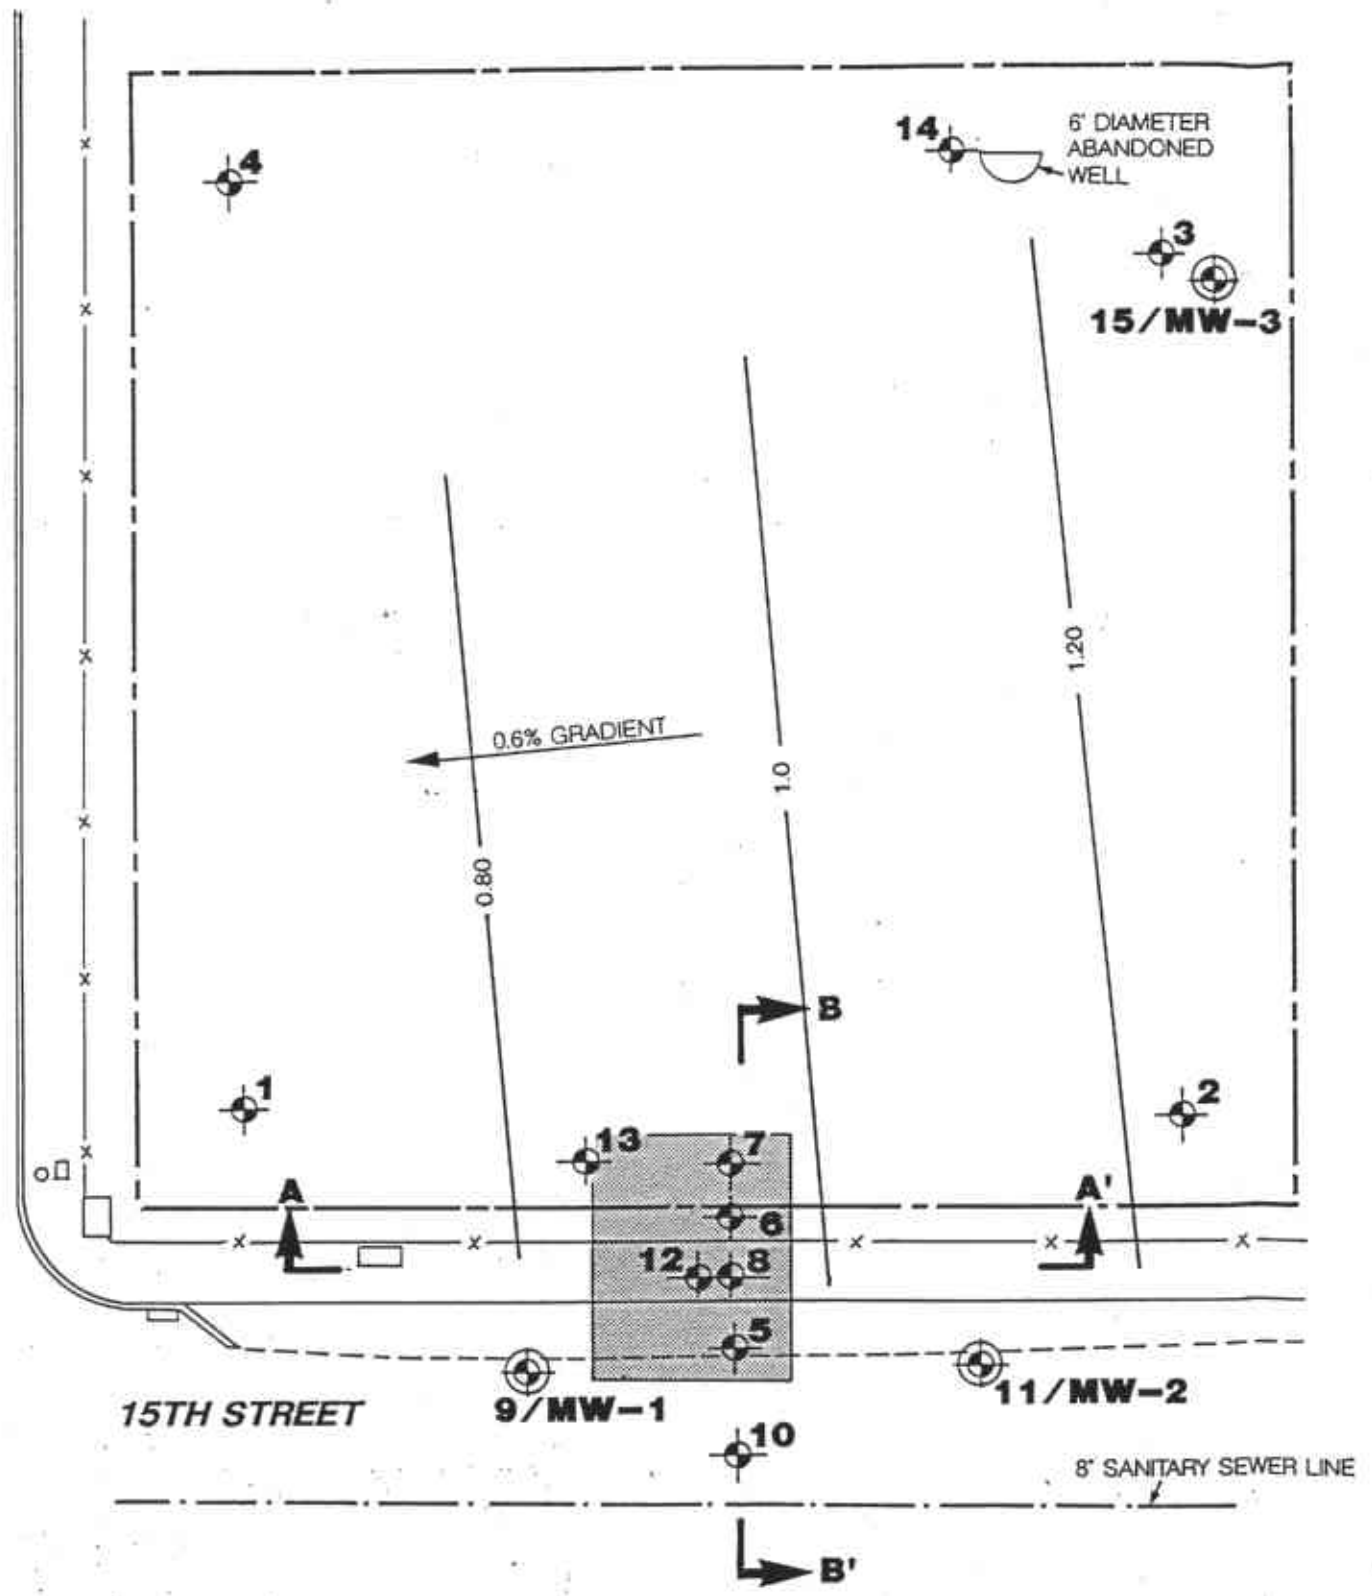 14
6' DIAMETER
ABANDONED
WELL
4
3
15/MW-3
1.20
0.6% GRADIENT
1.0
0.80
B
1
2
13
7
A
A'
6
12
8
5
9/MW-1
11/MW-2
15TH STREET
10
8" SANITARY SEWER LINE
B'